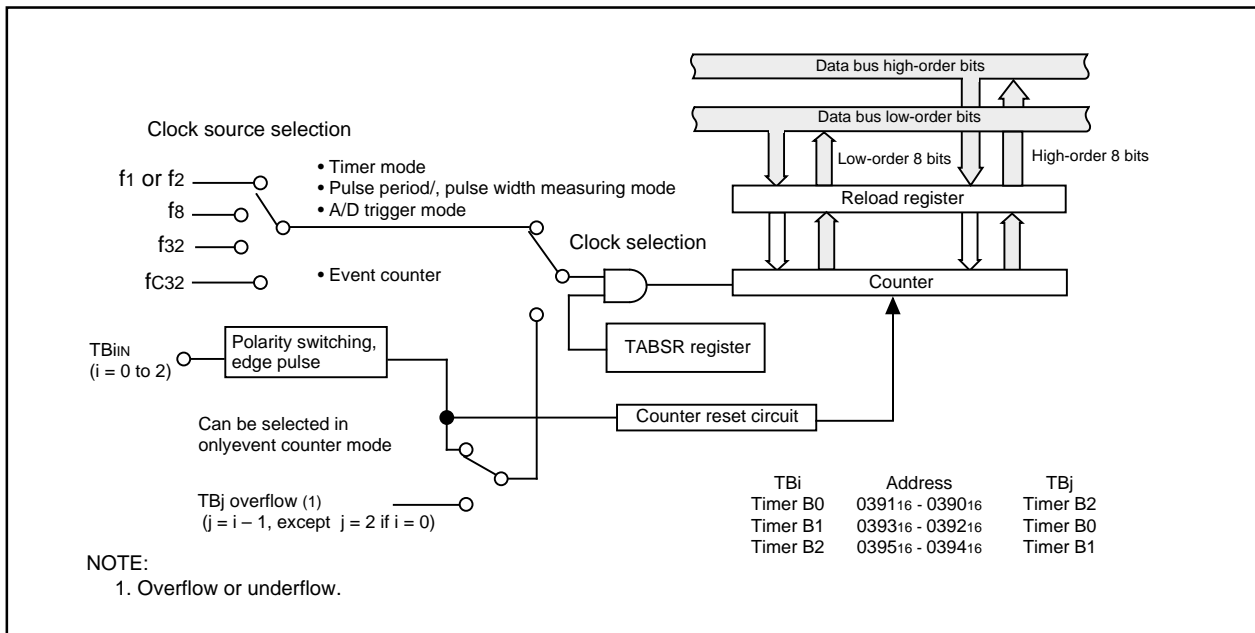 Data bus high-order bits
Data bus low-order bits
Low-order 8 bits
High-order 8 bits
Reload register
Counter
Clock source selection
f1 or f2
f8
f32
fC32
• Timer mode
• Pulse period/, pulse width measuring mode
• A/D trigger mode
• Event counter
Clock selection
TABSR register
TBiIN
(i = 0 to 2)
Polarity switching,
edge pulse
Can be selected in
onlyevent counter mode
Counter reset circuit
TBj overflow (1)
(j = i – 1, except j = 2 if i = 0)
TBi Address TBj
Timer B0 039116 - 039016 Timer B2
Timer B1 039316 - 039216 Timer B0
Timer B2 039516 - 039416 Timer B1
NOTE:
1. Overflow or underflow.